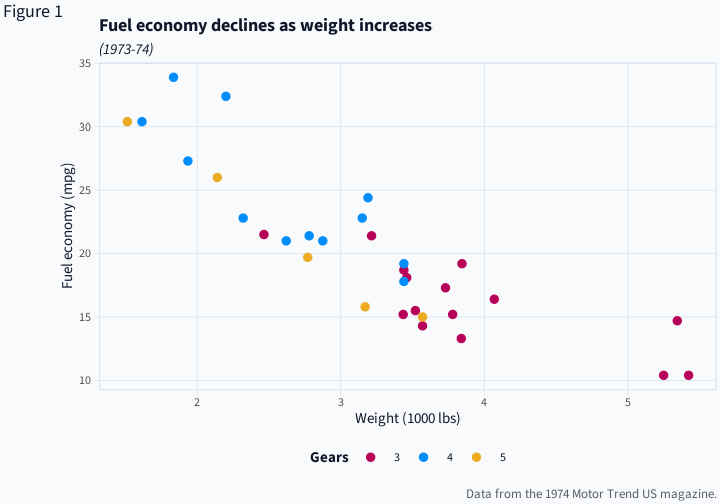 Figure 1
Fuel economy declines as weight increases
(1973-74)
Fuel economy (mpg)
35
30
25
20
15
10
2 3 4 5
Weight (1000 lbs)
Gears 3 4 5
Data from the 1974 Motor Trend US magazine.